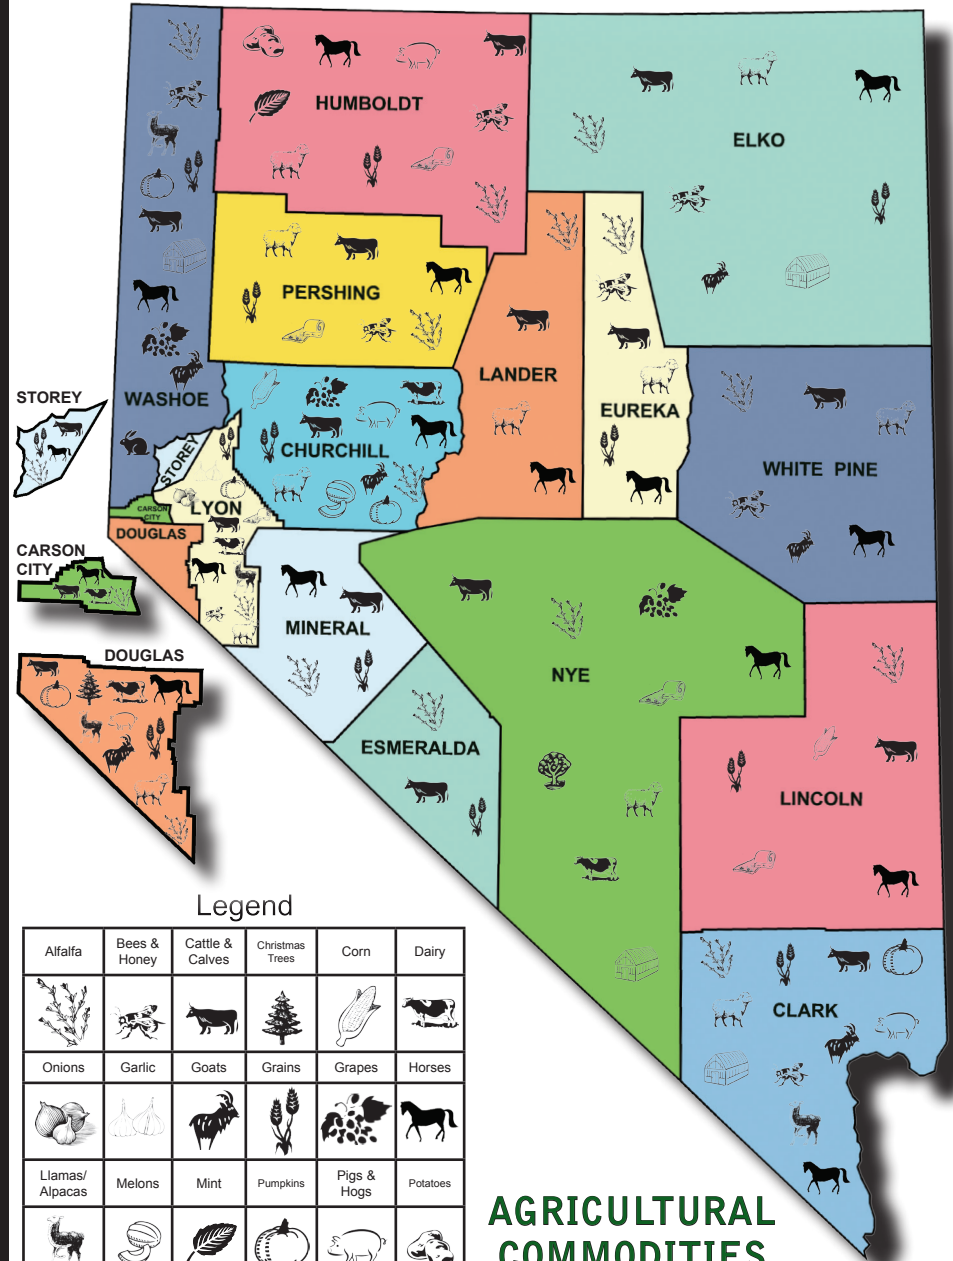 HUMBOLDT
ELKO
PERSHING
LANDER
EUREKA
STOREY
WASHOE
STOREY
CHURCHILL
WHITE PINE
LYON
CARSON
CITY
DOUGLAS
CARSON
CITY
MINERAL
DOUGLAS
NYE
ESMERALDA
LINCOLN
CLARK
Legend
Alfalfa
Bees &
Honey
Cattle &
Calves
Christmas
Trees
Corn
Dairy
Onions
Garlic
Goats
Grains
Grapes
Horses
Llamas/
Alpacas
Melons
Mint
Pumpkins
Pigs &
Hogs
Potatoes
AGRICULTURAL
COMMODITIES